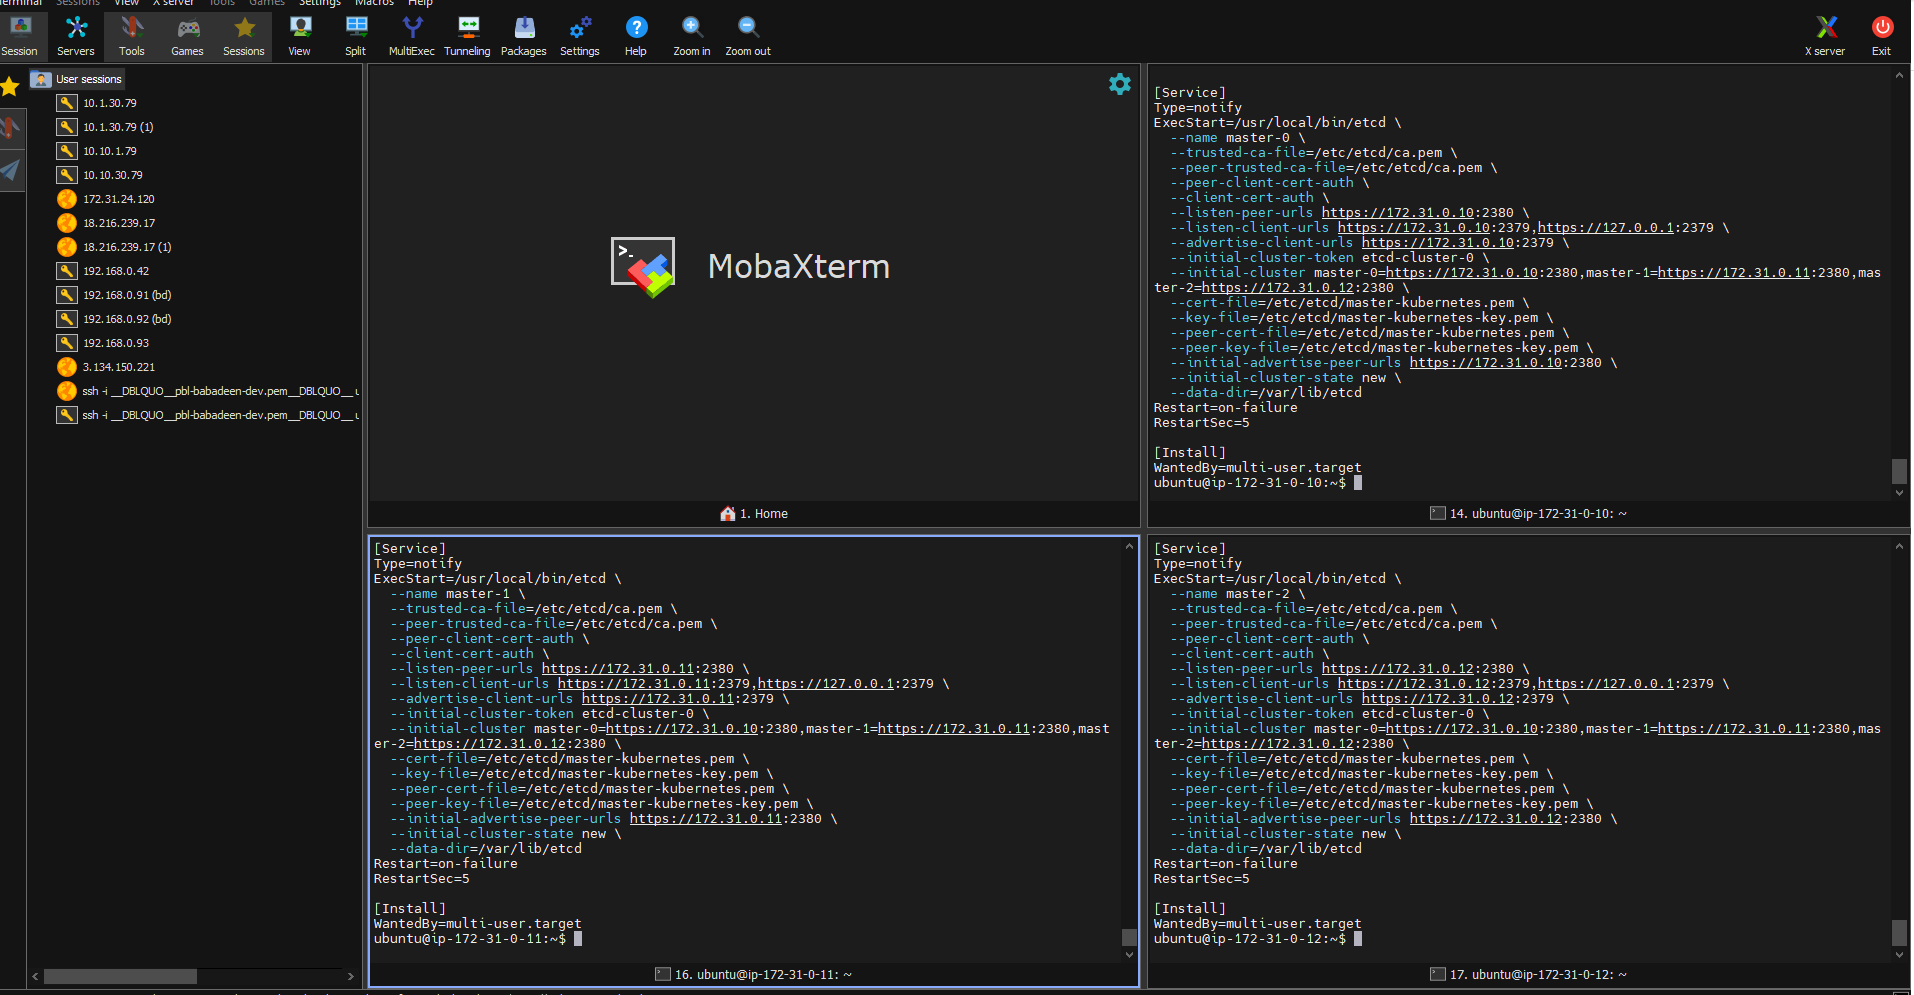 Terminal Sessions View X server Tools Games Settings Macros Help
Session Servers Tools Games Sessions View Split MultiExec Tunneling Packages Settings Help Zoom in Zoom out X server Exit
User sessions
10.1.30.79
10.1.30.79 (1)
10.10.1.79
10.10.30.79
172.31.24.120
18.216.239.17
18.216.239.17 (1)
192.168.0.42
192.168.0.91 (bd)
192.168.0.92 (bd)
192.168.0.93
3.134.150.221
ssh -i __DBLQUO__pbl-babadeen-dev.pem__DBLQUO__ u
ssh -i __DBLQUO__pbl-babadeen-dev.pem__DBLQUO__ u
MobaXterm
1. Home
[Service]
Type=notify
ExecStart=/usr/local/bin/etcd \
--name master-0 \
--trusted-ca-file=/etc/etcd/ca.pem \
--peer-trusted-ca-file=/etc/etcd/ca.pem \
--peer-client-cert-auth \
--client-cert-auth \
--listen-peer-urls https://172.31.0.10:2380 \
--listen-client-urls https://172.31.0.10:2379,https://127.0.0.1:2379 \
--advertise-client-urls https://172.31.0.10:2379 \
--initial-cluster-token etcd-cluster-0 \
--initial-cluster master-0=https://172.31.0.10:2380,master-1=https://172.31.0.11:2380,mas
ter-2=https://172.31.0.12:2380 \
--cert-file=/etc/etcd/master-kubernetes.pem \
--key-file=/etc/etcd/master-kubernetes-key.pem \
--peer-cert-file=/etc/etcd/master-kubernetes.pem \
--peer-key-file=/etc/etcd/master-kubernetes-key.pem \
--initial-advertise-peer-urls https://172.31.0.10:2380 \
--initial-cluster-state new \
--data-dir=/var/lib/etcd
Restart=on-failure
RestartSec=5
[Install]
WantedBy=multi-user.target
ubuntu@ip-172-31-0-10:~$
14. ubuntu@ip-172-31-0-10: ~
[Service]
Type=notify
ExecStart=/usr/local/bin/etcd \
--name master-1 \
--trusted-ca-file=/etc/etcd/ca.pem \
--peer-trusted-ca-file=/etc/etcd/ca.pem \
--peer-client-cert-auth \
--client-cert-auth \
--listen-peer-urls https://172.31.0.11:2380 \
--listen-client-urls https://172.31.0.11:2379,https://127.0.0.1:2379 \
--advertise-client-urls https://172.31.0.11:2379 \
--initial-cluster-token etcd-cluster-0 \
--initial-cluster master-0=https://172.31.0.10:2380,master-1=https://172.31.0.11:2380,mast
er-2=https://172.31.0.12:2380 \
--cert-file=/etc/etcd/master-kubernetes.pem \
--key-file=/etc/etcd/master-kubernetes-key.pem \
--peer-cert-file=/etc/etcd/master-kubernetes.pem \
--peer-key-file=/etc/etcd/master-kubernetes-key.pem \
--initial-advertise-peer-urls https://172.31.0.11:2380 \
--initial-cluster-state new \
--data-dir=/var/lib/etcd
Restart=on-failure
RestartSec=5
[Install]
WantedBy=multi-user.target
ubuntu@ip-172-31-0-11:~$
16. ubuntu@ip-172-31-0-11: ~
[Service]
Type=notify
ExecStart=/usr/local/bin/etcd \
--name master-2 \
--trusted-ca-file=/etc/etcd/ca.pem \
--peer-trusted-ca-file=/etc/etcd/ca.pem \
--peer-client-cert-auth \
--client-cert-auth \
--listen-peer-urls https://172.31.0.12:2380 \
--listen-client-urls https://172.31.0.12:2379,https://127.0.0.1:2379 \
--advertise-client-urls https://172.31.0.12:2379 \
--initial-cluster-token etcd-cluster-0 \
--initial-cluster master-0=https://172.31.0.10:2380,master-1=https://172.31.0.11:2380,mas
ter-2=https://172.31.0.12:2380 \
--cert-file=/etc/etcd/master-kubernetes.pem \
--key-file=/etc/etcd/master-kubernetes-key.pem \
--peer-cert-file=/etc/etcd/master-kubernetes.pem \
--peer-key-file=/etc/etcd/master-kubernetes-key.pem \
--initial-advertise-peer-urls https://172.31.0.12:2380 \
--initial-cluster-state new \
--data-dir=/var/lib/etcd
Restart=on-failure
RestartSec=5
[Install]
WantedBy=multi-user.target
ubuntu@ip-172-31-0-12:~$
17. ubuntu@ip-172-31-0-12: ~